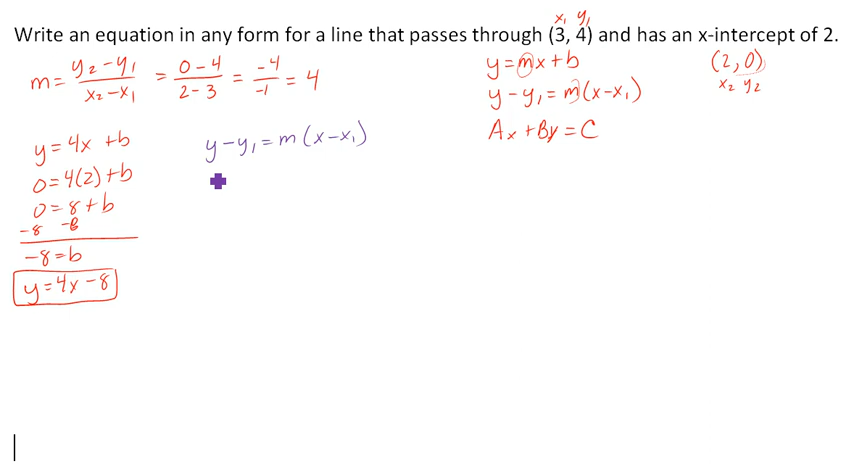 Write an equation in any form for a line that passes through (3, 4) and has an x-intercept of 2.
x₁ y₁
m = (y₂ - y₁)/(x₂ - x₁) = (0 - 4)/(2 - 3) = -4/-1 = 4
y = mx + b
(2, 0)
x₂ y₂
y - y₁ = m(x - x₁)
Ax + By = C
y = 4x + b
0 = 4(2) + b
0 = 8 + b
-8 -8
-8 = b
y = 4x - 8
y - y₁ = m(x - x₁)